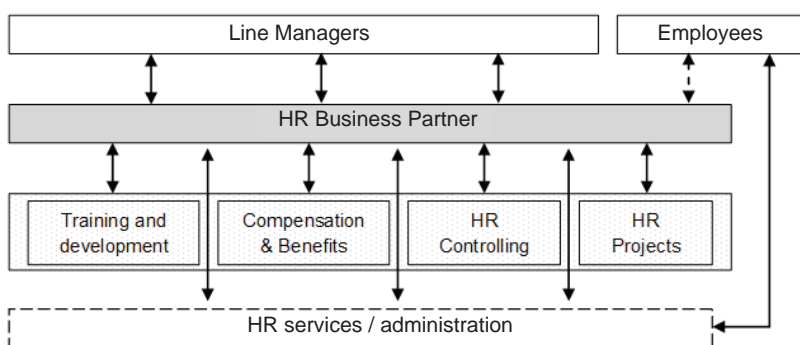 Line Managers
Employees
HR Business Partner
Training and
development
Compensation
& Benefits
HR
Controlling
HR
Projects
HR services / administration